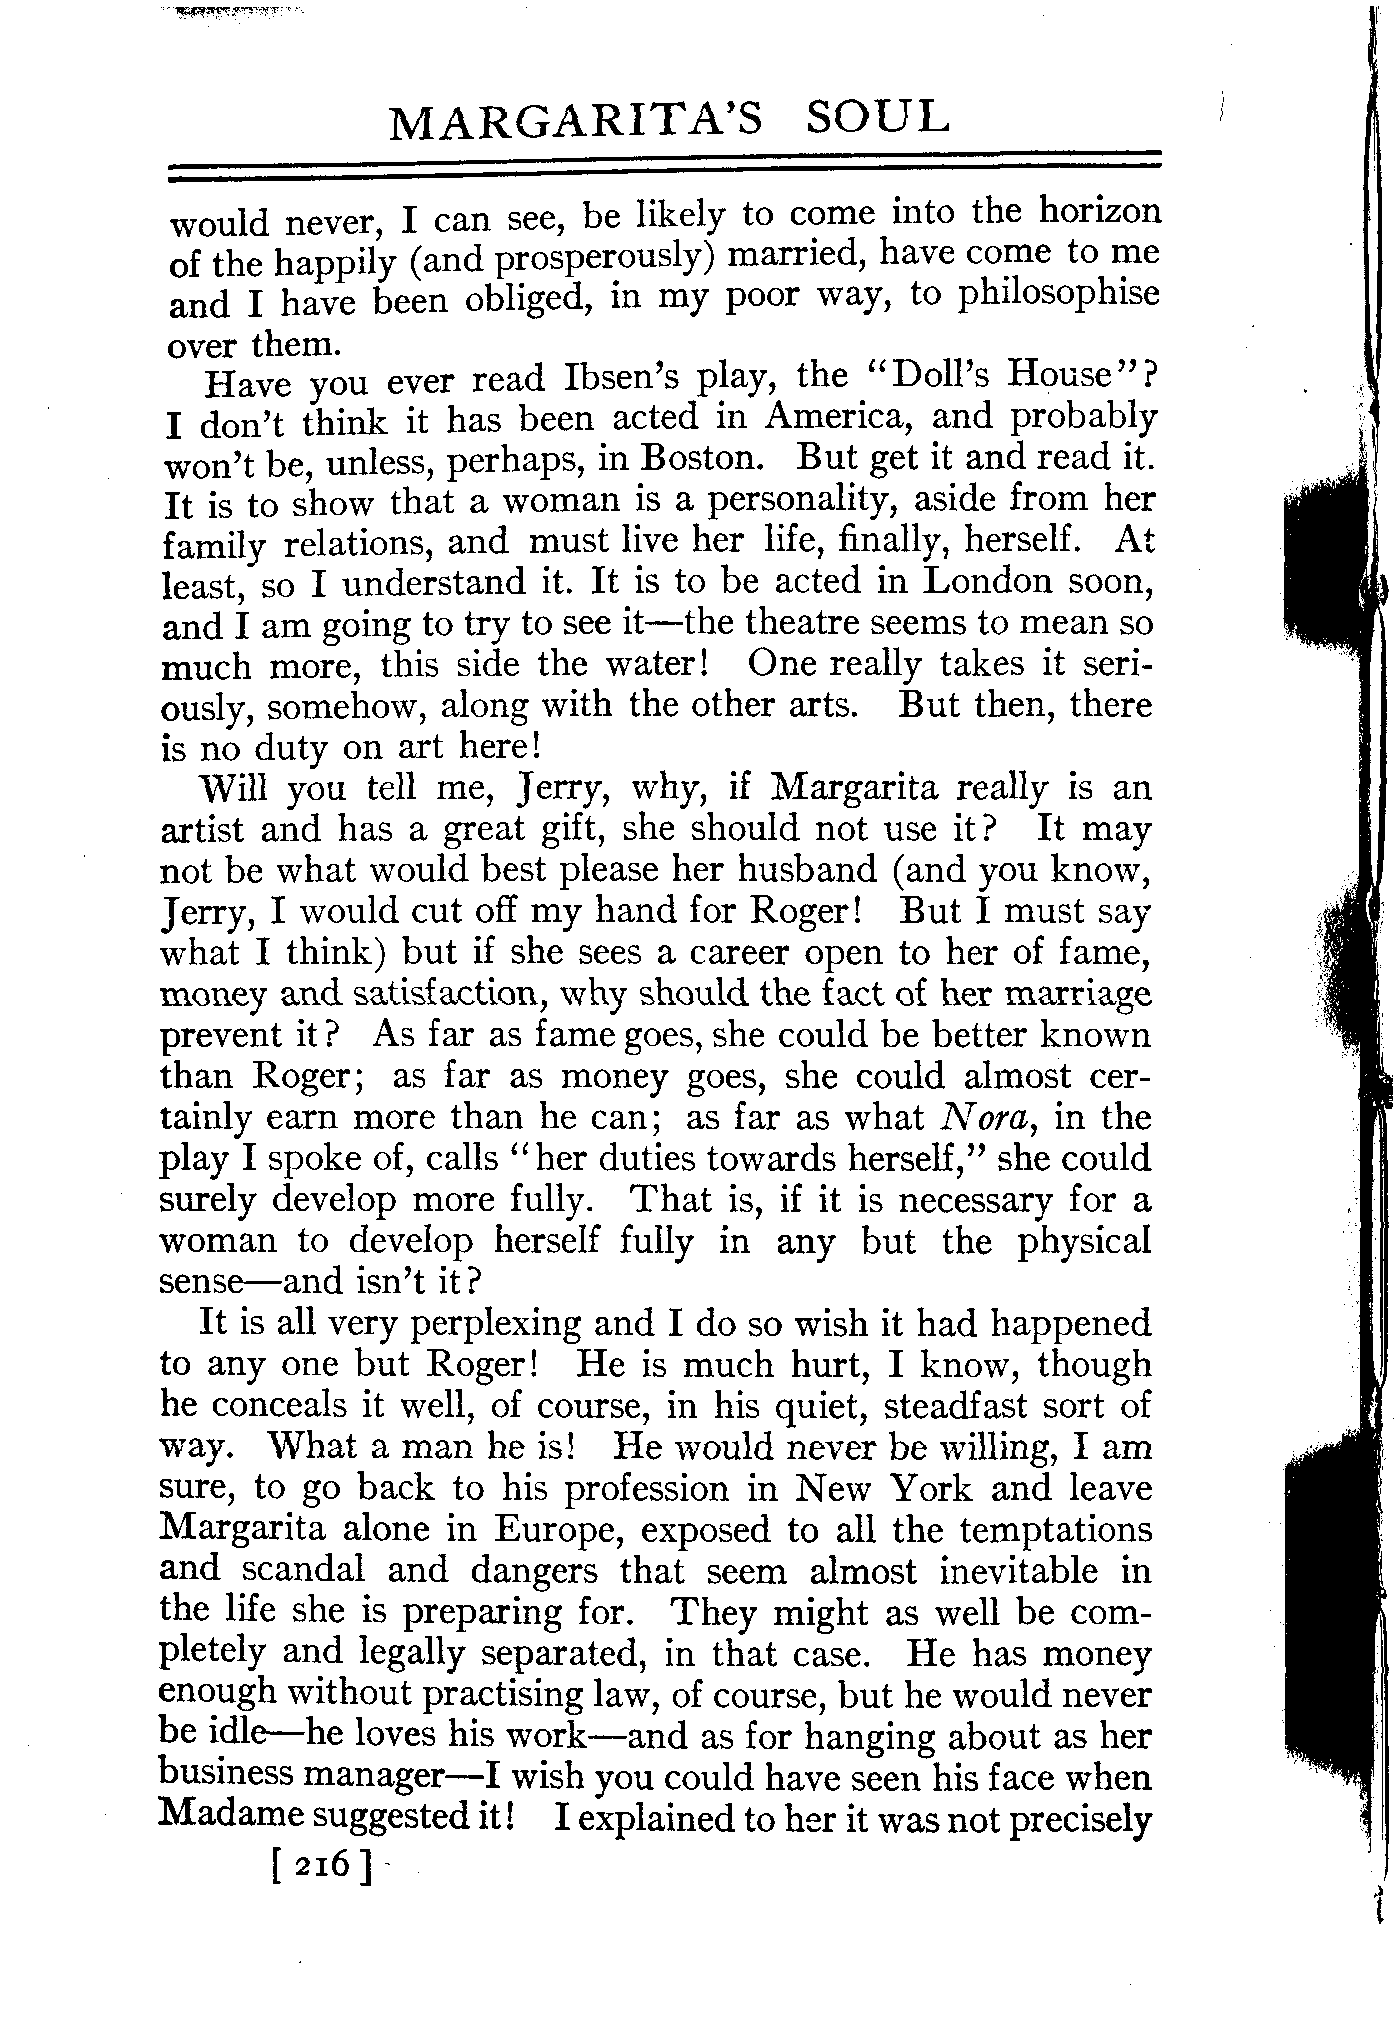 MARGARITA'S SOUL
would never, I can see, be likely to come into the horizon
of the happily (and prosperously) married, have come to me
and I have been obliged, in my poor way, to philosophise
over them.
Have you ever read Ibsen's play, the "Doll's House"?
I don't think it has been acted in America, and probably
won't be, unless, perhaps, in Boston. But get it and read it.
It is to show that a woman is a personality, aside from her
family relations, and must live her life, finally, herself. At
least, so I understand it. It is to be acted in London soon,
and I am going to try to see it—the theatre seems to mean so
much more, this side the water! One really takes it seri-
ously, somehow, along with the other arts. But then, there
is no duty on art here!
Will you tell me, Jerry, why, if Margarita really is an
artist and has a great gift, she should not use it? It may
not be what would best please her husband (and you know,
Jerry, I would cut off my hand for Roger! But I must say
what I think) but if she sees a career open to her of fame,
money and satisfaction, why should the fact of her marriage
prevent it? As far as fame goes, she could be better known
than Roger; as far as money goes, she could almost cer-
tainly earn more than he can; as far as what Nora, in the
play I spoke of, calls "her duties towards herself," she could
surely develop more fully. That is, if it is necessary for a
woman to develop herself fully in any but the physical
sense—and isn't it?
It is all very perplexing and I do so wish it had happened
to any one but Roger! He is much hurt, I know, though
he conceals it well, of course, in his quiet, steadfast sort of
way. What a man he is! He would never be willing, I am
sure, to go back to his profession in New York and leave
Margarita alone in Europe, exposed to all the temptations
and scandal and dangers that seem almost inevitable in
the life she is preparing for. They might as well be com-
pletely and legally separated, in that case. He has money
enough without practising law, of course, but he would never
be idle—he loves his work—and as for hanging about as her
business manager—I wish you could have seen his face when
Madame suggested it! I explained to her it was not precisely
[ 216 ]